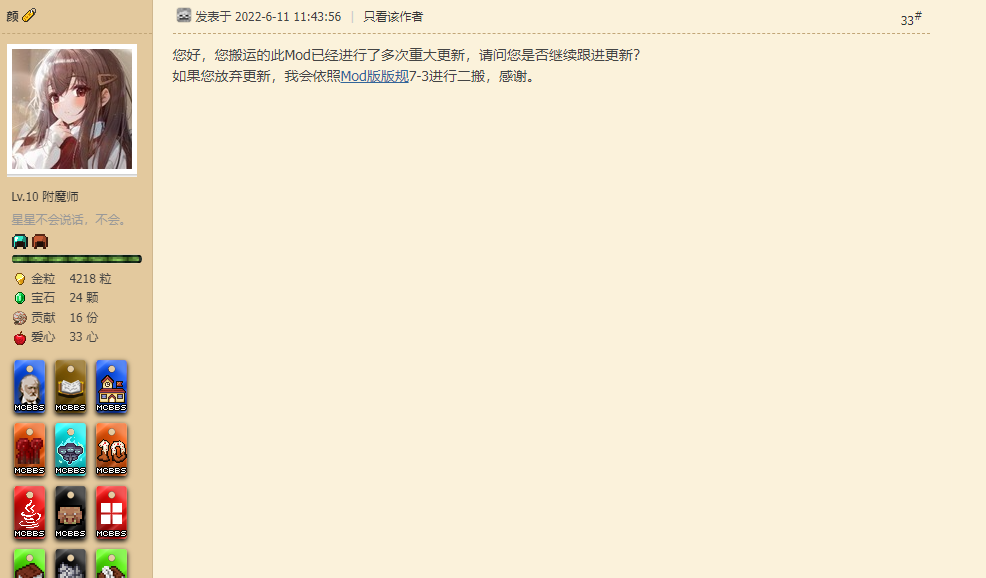 颜
发表于 2022-6-11 11:43:56 | 只看该作者
33#
您好，您搬运的此Mod已经进行了多次重大更新，请问您是否继续跟进更新？
如果您放弃更新，我会依照Mod版版规7-3进行二搬，感谢。
Lv.10 附魔师
星星不会说话，不会。
金粒 4218 粒
宝石 24 颗
贡献 16 份
爱心 33 心
MCBBS MCBBS MCBBS
10
MCBBS MCBBS MCBBS
MCBBS MCBBS MCBBS